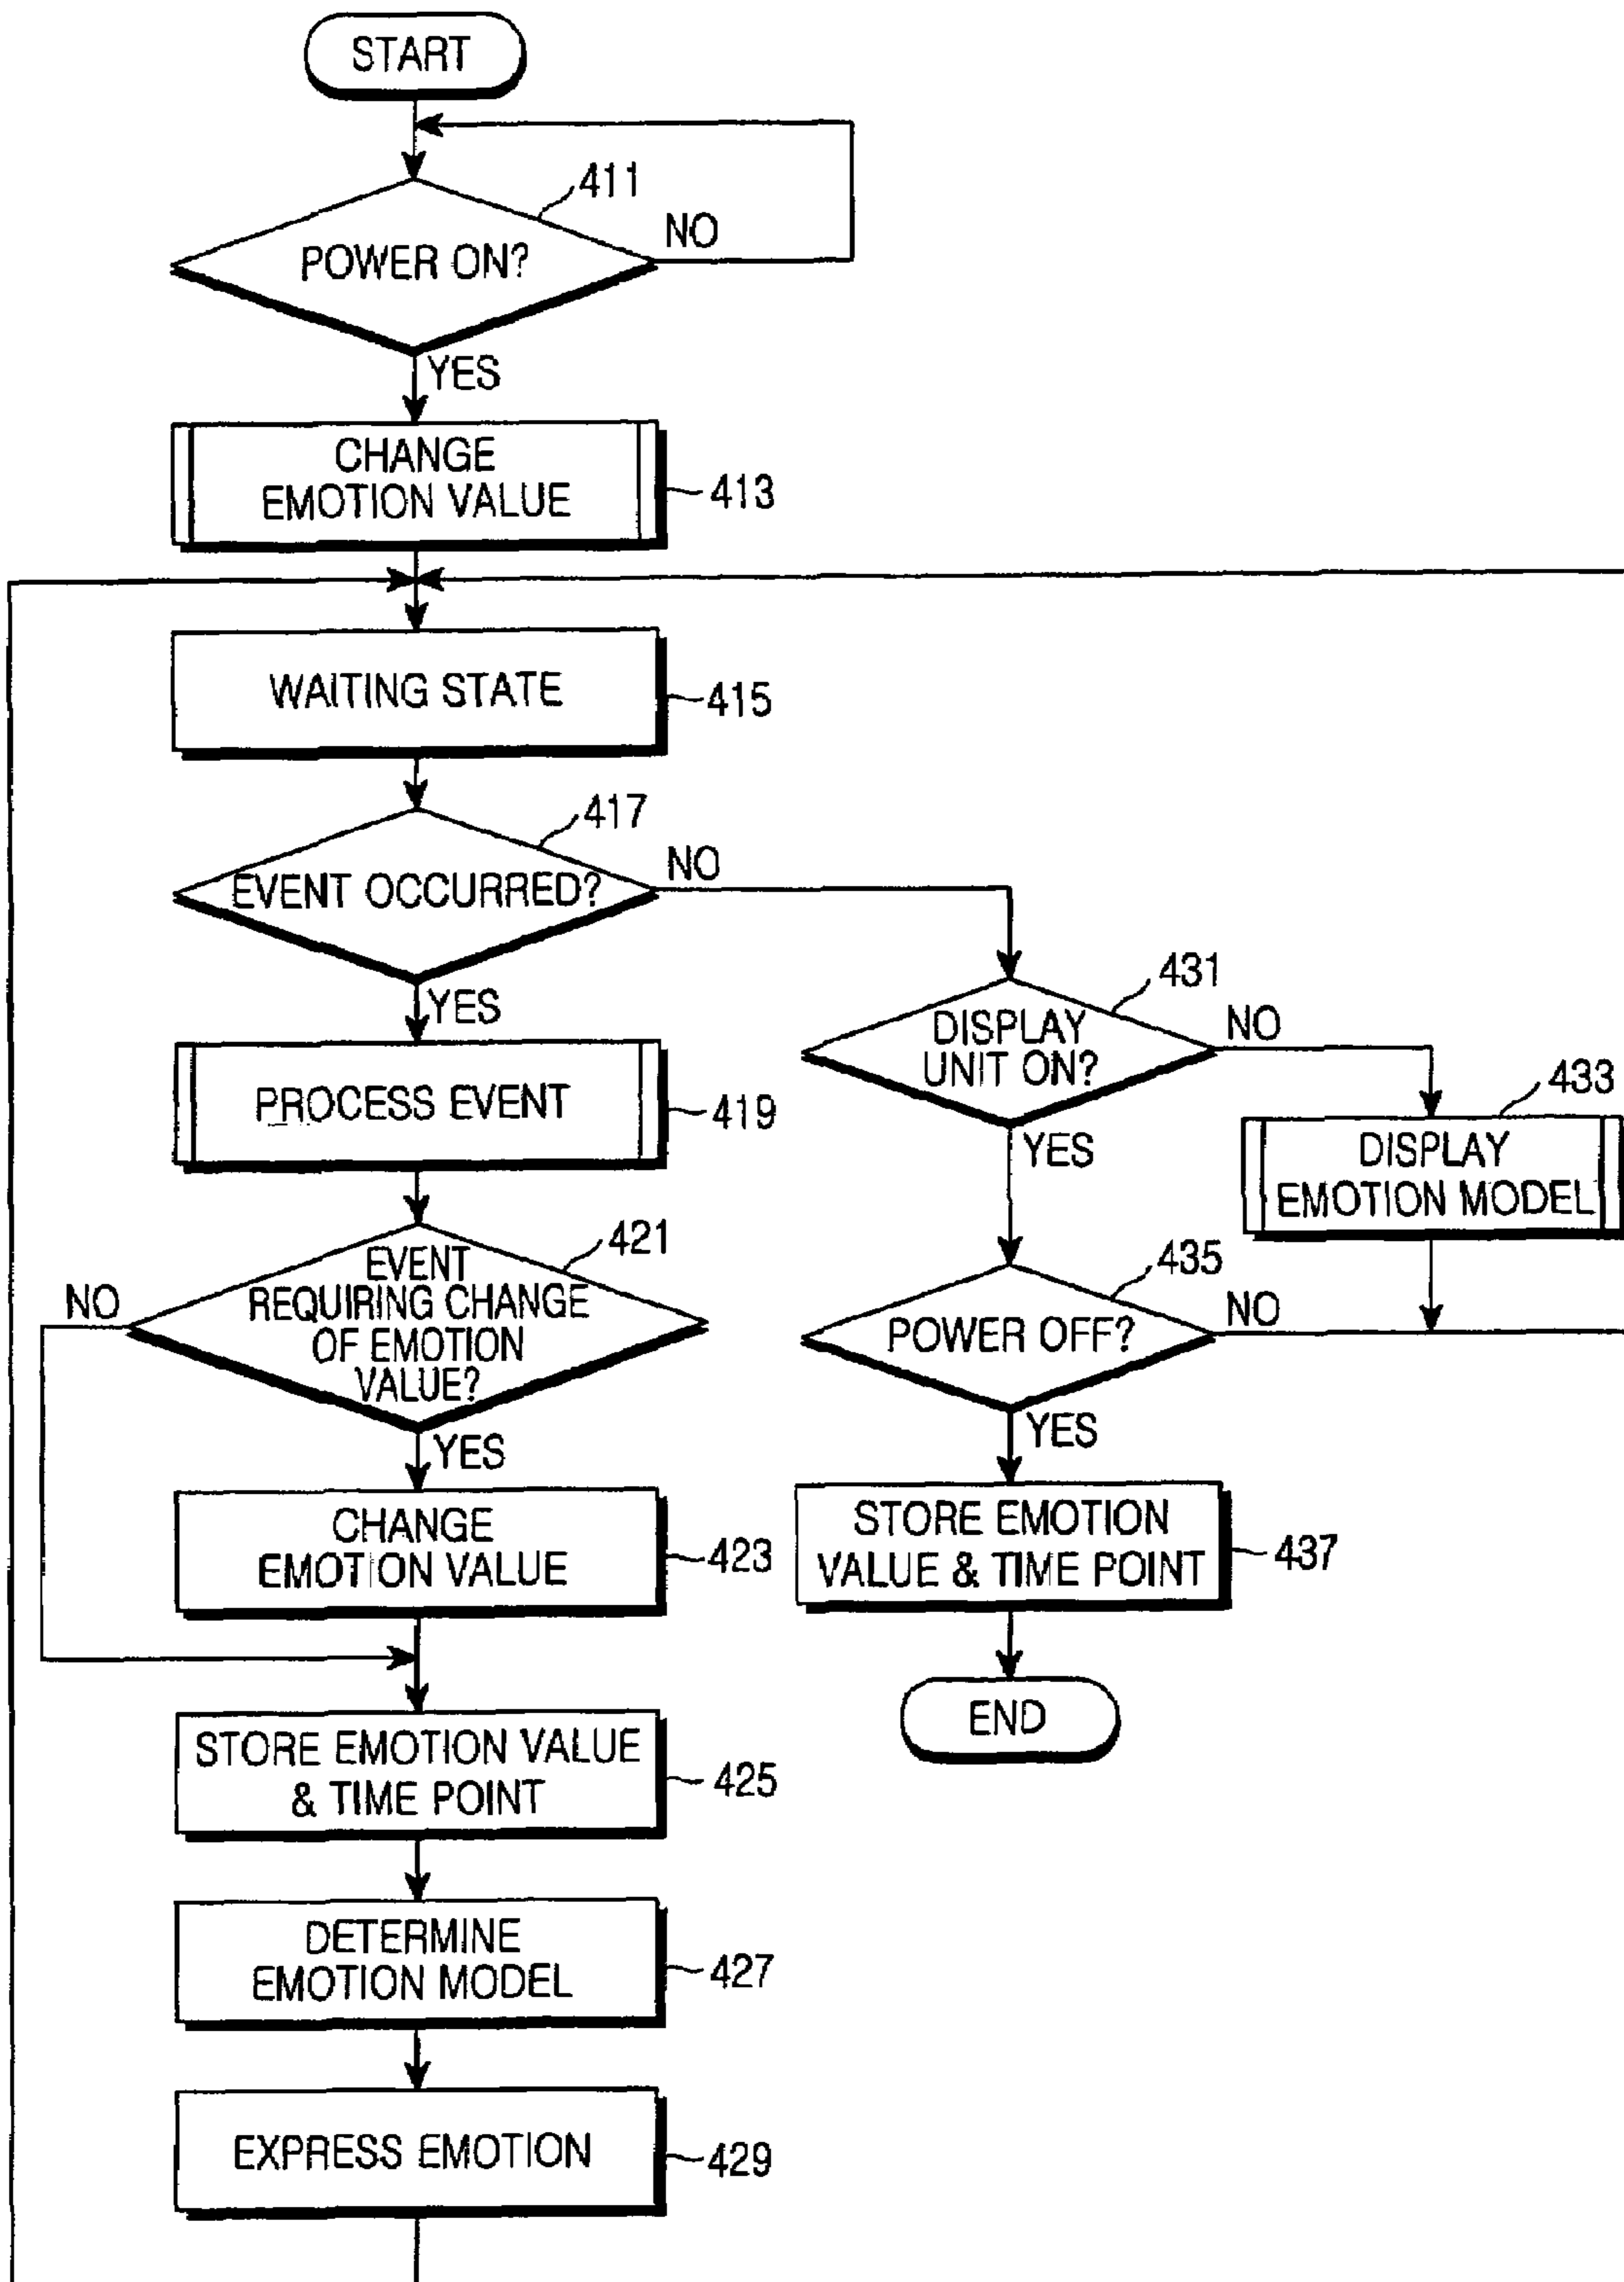 START
411
POWER ON?
NO
YES
CHANGE
EMOTION VALUE
413
WAITING STATE
415
417
EVENT OCCURRED?
NO
YES
PROCESS EVENT
419
421
EVENT
REQUIRING CHANGE
OF EMOTION
VALUE?
NO
YES
CHANGE
EMOTION VALUE
423
STORE EMOTION VALUE
& TIME POINT
425
DETERMINE
EMOTION MODEL
427
EXPRESS EMOTION
429
431
DISPLAY
UNIT ON?
NO
YES
433
DISPLAY
EMOTION MODEL
435
POWER OFF?
NO
YES
STORE EMOTION
VALUE & TIME POINT
437
END